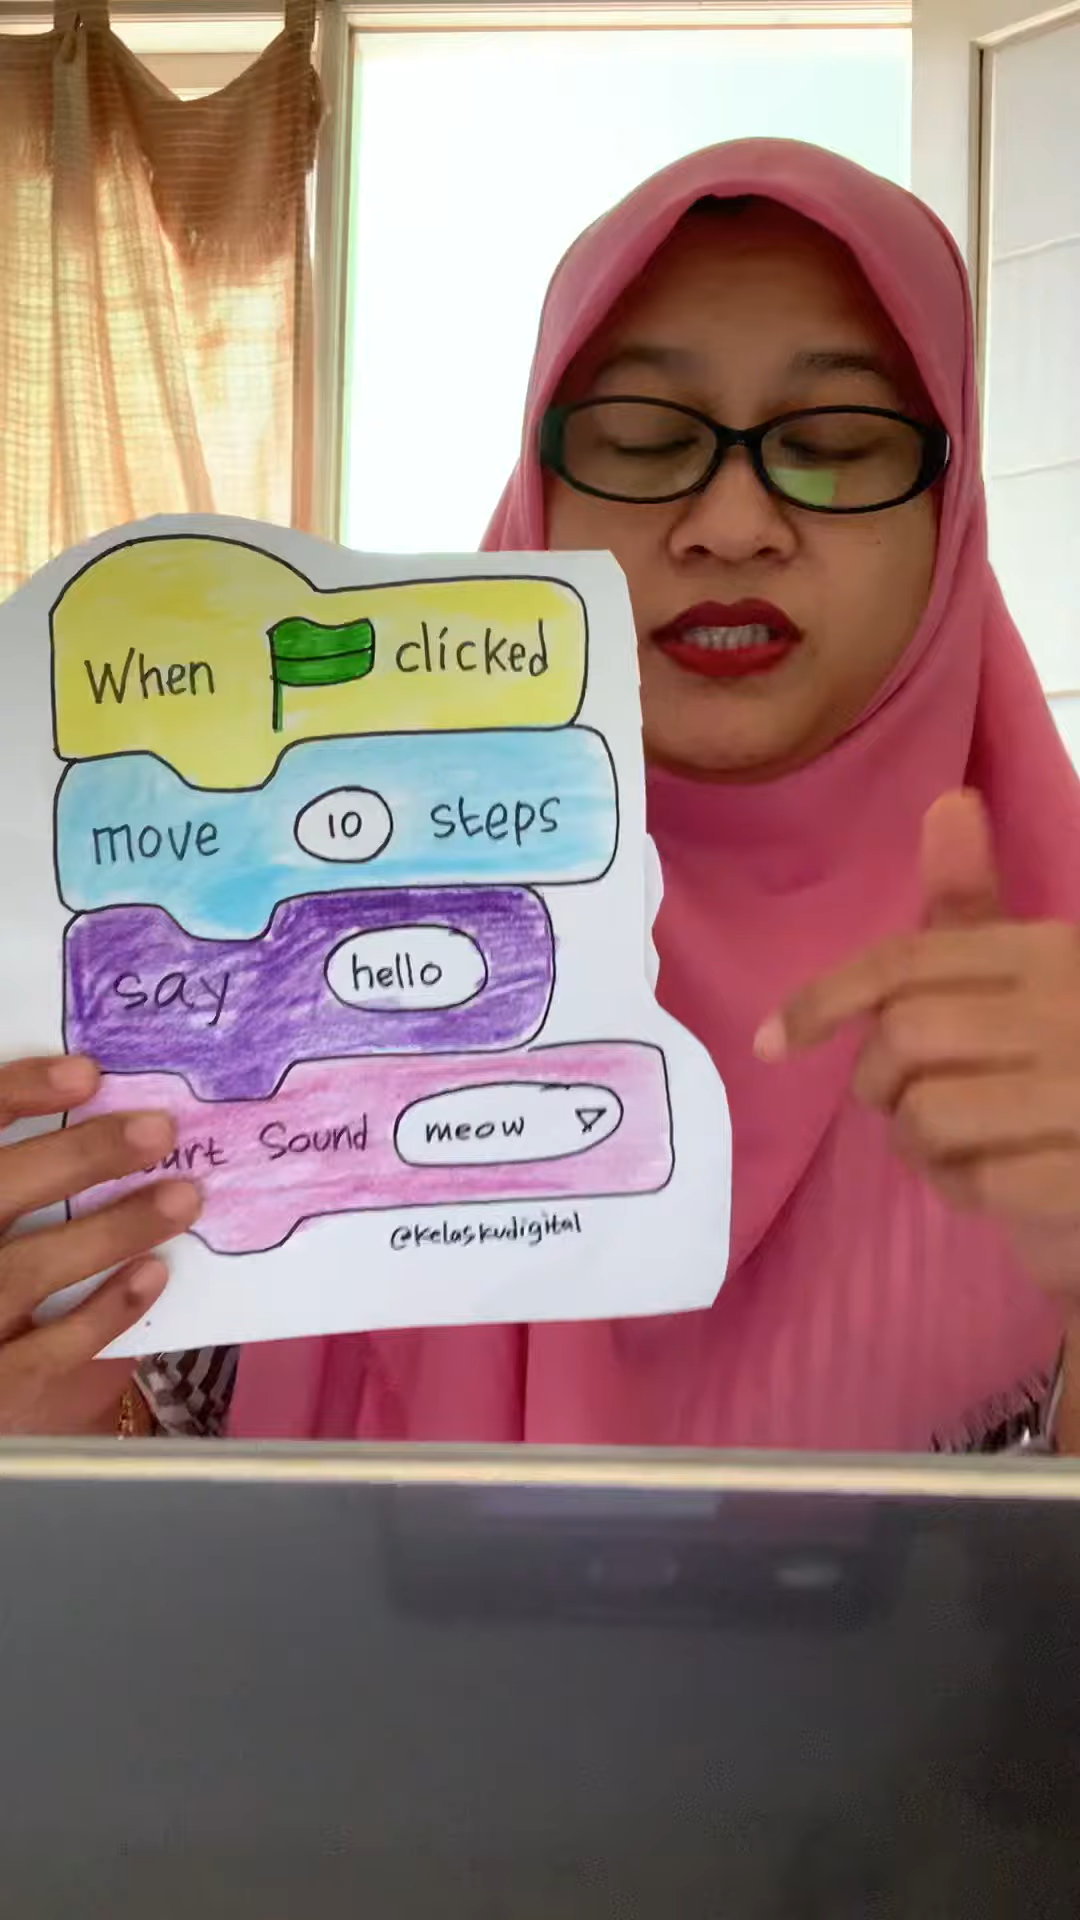 When clicked
move 10 steps
say hello
Sound meow
@kelaskudigital